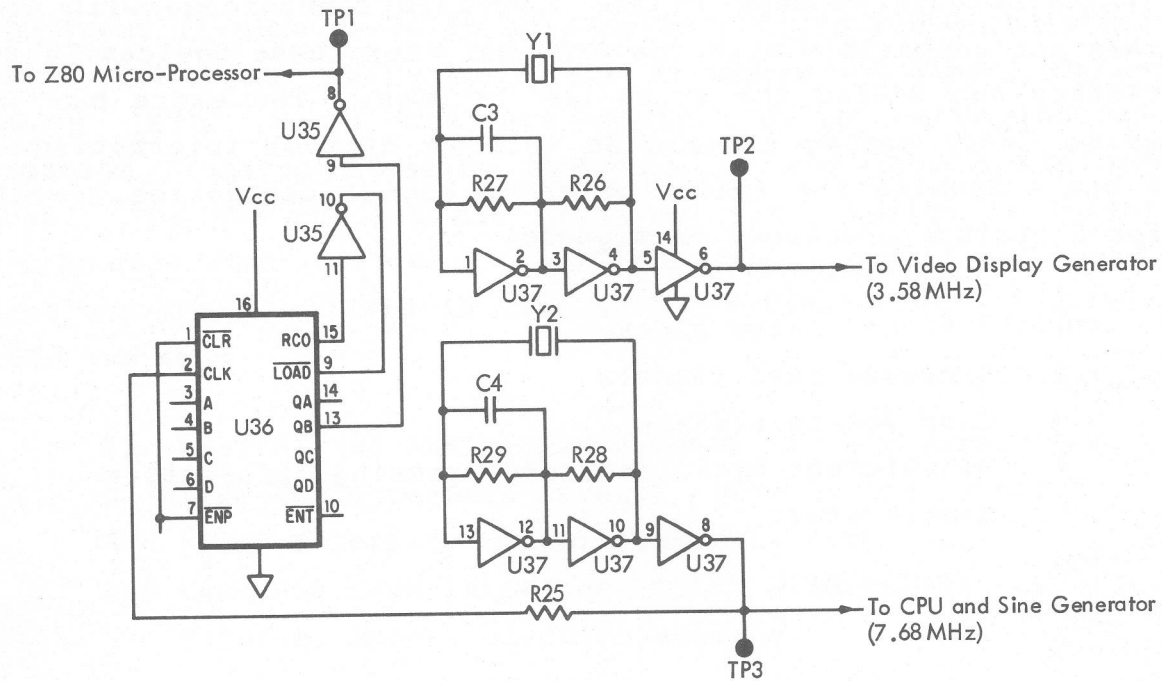 TP1
To Z80 Micro-Processor
8
U35
9
10
U35
11
Vcc
16
1 CLR
2 CLK
3 A
4 B
5 C
6 D
7 ENP
U36
RCO 15
LOAD 9
QA 14
QB 13
QC
QD
ENT 10
Y1
C3
R27
R26
1
2
U37
3
4
U37
Vcc
14
5
6
U37
TP2
To Video Display Generator
(3.58 MHz)
Y2
C4
R29
R28
13
12
U37
11
10
U37
9
8
U37
R25
To CPU and Sine Generator
(7.68 MHz)
TP3